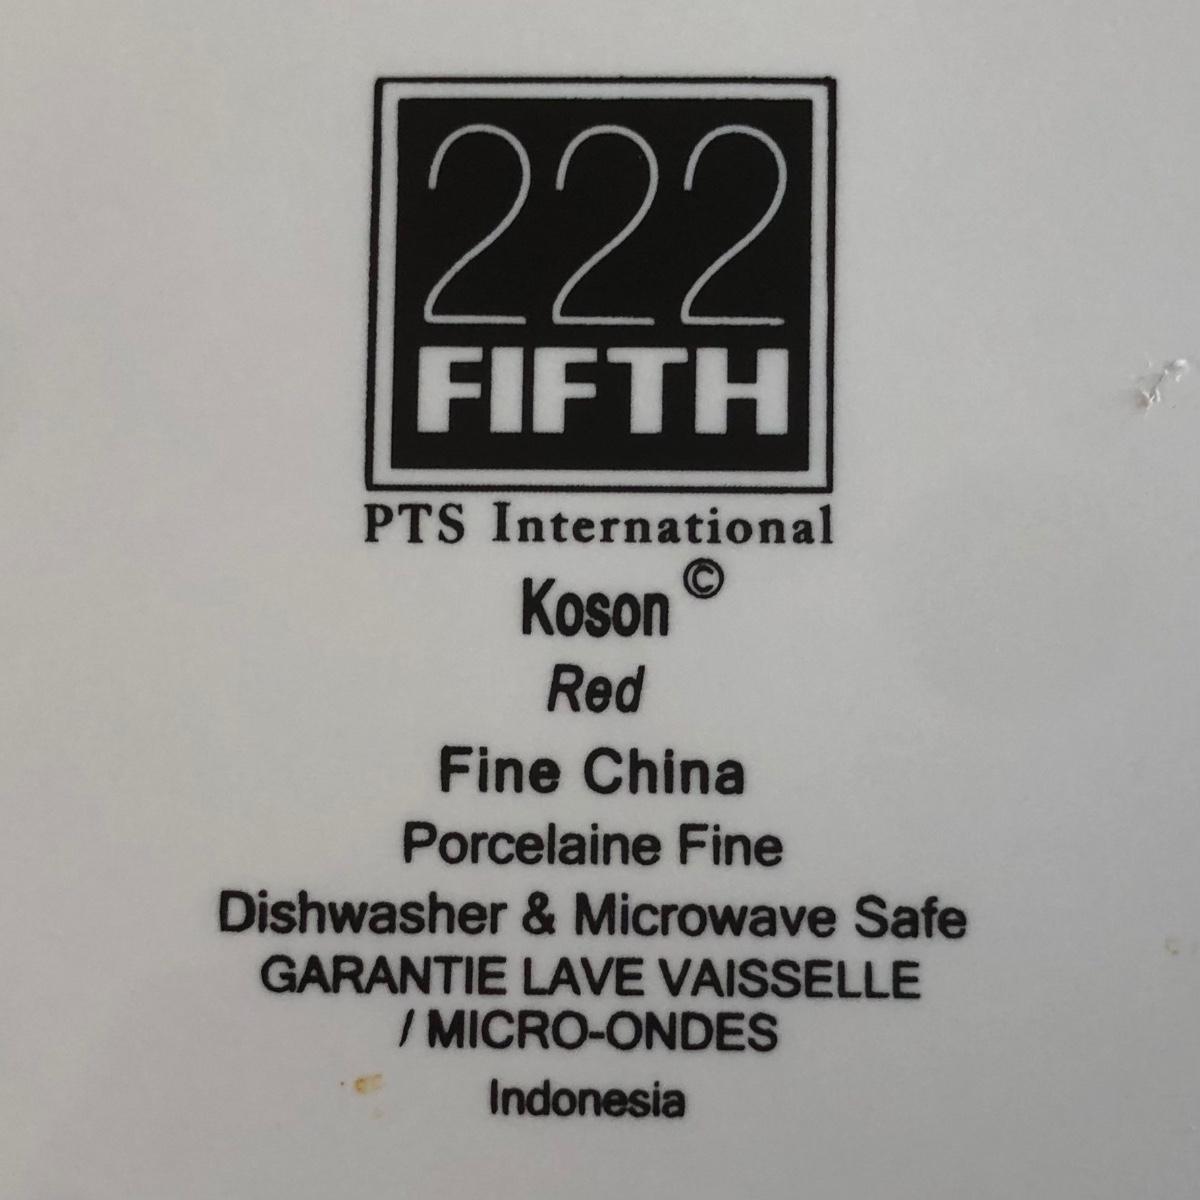 222
FIFTH
PTS International
Koson ©
Red
Fine China
Porcelaine Fine
Dishwasher & Microwave Safe
GARANTIE LAVE VAISSELLE
/ MICRO-ONDES
Indonesia